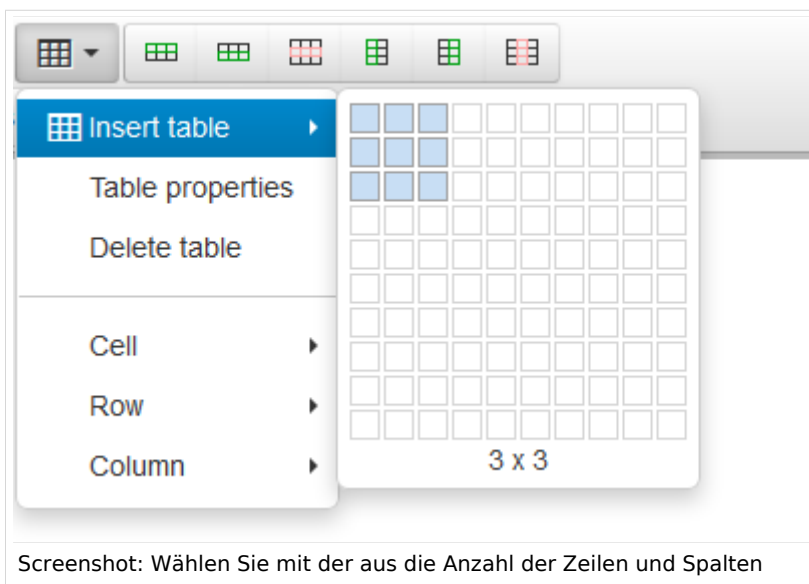 Insert table
Table properties
Delete table
Cell
Row
Column
3 x 3
Screenshot: Wählen Sie mit der aus die Anzahl der Zeilen und Spalten